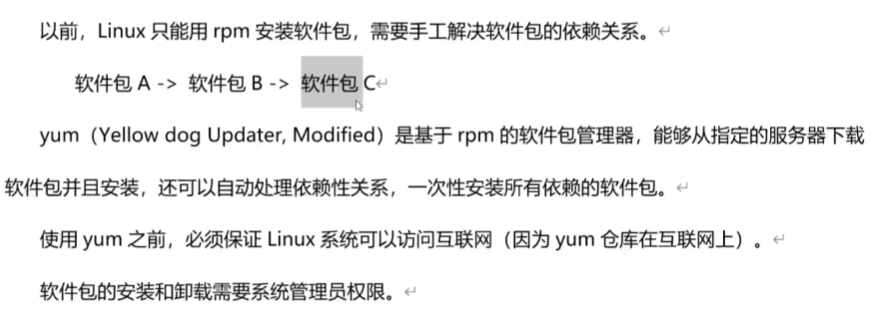 以前，Linux 只能用 rpm 安装软件包，需要手工解决软件包的依赖关系。
软件包 A -> 软件包 B -> 软件包 C
yum（Yellow dog Updater, Modified）是基于 rpm 的软件包管理器，能够从指定的服务器下载
软件包并且安装，还可以自动处理依赖性关系，一次性安装所有依赖的软件包。
使用 yum 之前，必须保证 Linux 系统可以访问互联网（因为 yum 仓库在互联网上）。
软件包的安装和卸载需要系统管理员权限。